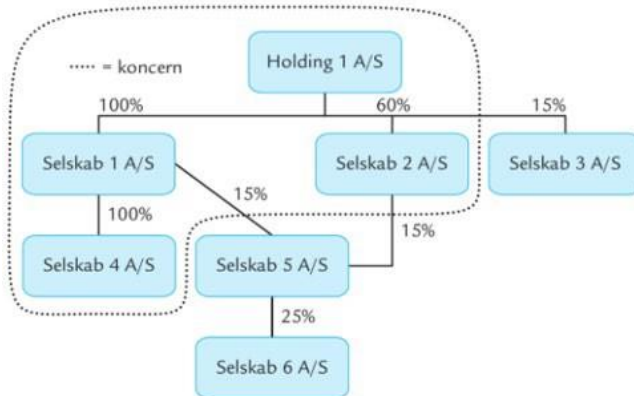 Holding 1 A/S
..... = koncern
100%
60%
15%
Selskab 1 A/S
Selskab 2 A/S
Selskab 3 A/S
15%
100%
15%
Selskab 4 A/S
Selskab 5 A/S
25%
Selskab 6 A/S